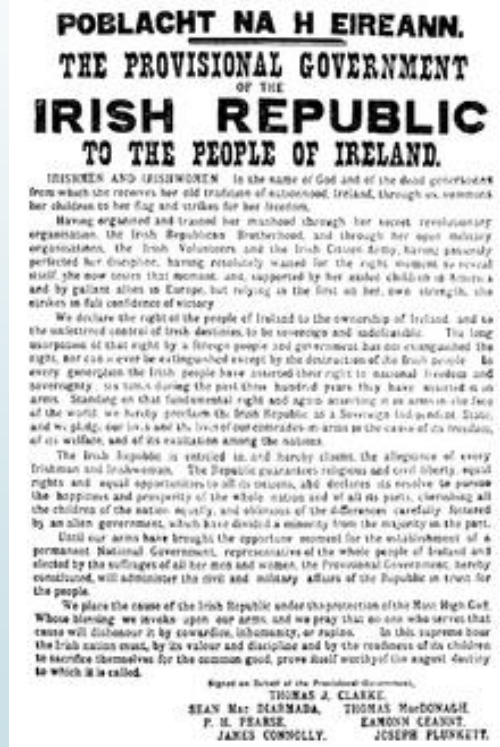 POBLACHT NA H EIREANN.
THE PROVISIONAL GOVERNMENT
OF THE
IRISH REPUBLIC
TO THE PEOPLE OF IRELAND.
IRISHMEN AND IRISHWOMEN In the name of God and of the dead generations
from which she receives her old tradition of nationhood, Ireland, through us, summons
her children to her flag and strikes for her freedom.
Having organised and trained her manhood through her secret revolutionary
organisation, the Irish Republican Brotherhood, and through her open military
organisations, the Irish Volunteers and the Irish Citizen Army, having patiently
perfected her discipline, having resolutely waited for the right moment to reveal
itself, she now seizes that moment, and, supported by her exiled children in America
and by gallant allies in Europe, but relying in the first on her own strength, she
strikes in full confidence of victory
We declare the right of the people of Ireland to the ownership of Ireland, and to
the unfettered control of Irish destinies, to be sovereign and indefeasible. The long
usurpation of that right by a foreign people and government has not extinguished the
right, nor can it ever be extinguished except by the destruction of the Irish people In
every generation the Irish people have asserted their right to national freedom and
sovereignty; six times during the past three hundred years they have asserted it in
arms. Standing on that fundamental right and again asserting it in arms in the face
of the world, we hereby proclaim the Irish Republic as a Sovereign Independent State,
and we pledge our lives and the lives of our comrades-in-arms to the cause of its freedom,
of its welfare, and of its exaltation among the nations.
The Irish Republic is entitled to, and hereby claims, the allegiance of every
Irishman and Irishwoman. The Republic guarantees religious and civil liberty, equal
rights and equal opportunities to all its citizens, and declares its resolve to pursue
the happiness and prosperity of the whole nation and of all its parts, cherishing all
the children of the nation equally, and oblivious of the differences carefully fostered
by an alien government, which have divided a minority from the majority in the past.
Until our arms have brought the opportune moment for the establishment of a
permanent National Government, representative of the whole people of Ireland and
elected by the suffrages of all her men and women, the Provisional Government, hereby
constituted, will administer the civil and military affairs of the Republic in trust for
the people.
We place the cause of the Irish Republic under the protection of the Most High God,
Whose blessing we invoke upon our arms, and we pray that no one who serves that
cause will dishonour it by cowardice, inhumanity, or rapine. In this supreme hour
the Irish nation must, by its valour and discipline and by the readiness of its children
to sacrifice themselves for the common good, prove itself worthy of the august destiny
to which it is called.
Signed on Behalf of the Provisional Government,
THOMAS J. CLARKE,
SEAN Mac DIARMADA, THOMAS MacDONAGH,
P. H. PEARSE, EAMONN CEANNT,
JAMES CONNOLLY, JOSEPH PLUNKETT.